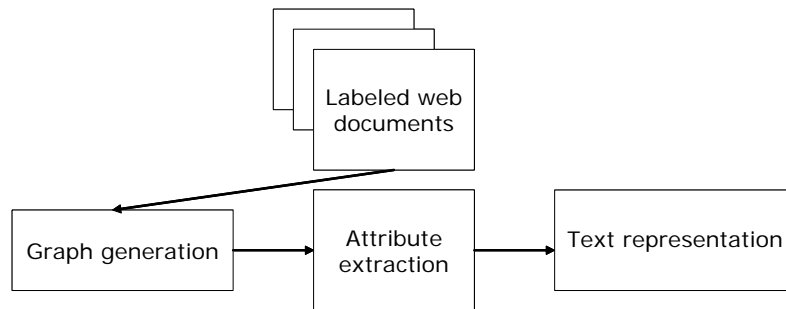 Labeled web
documents
Graph generation
Attribute
extraction
Text representation